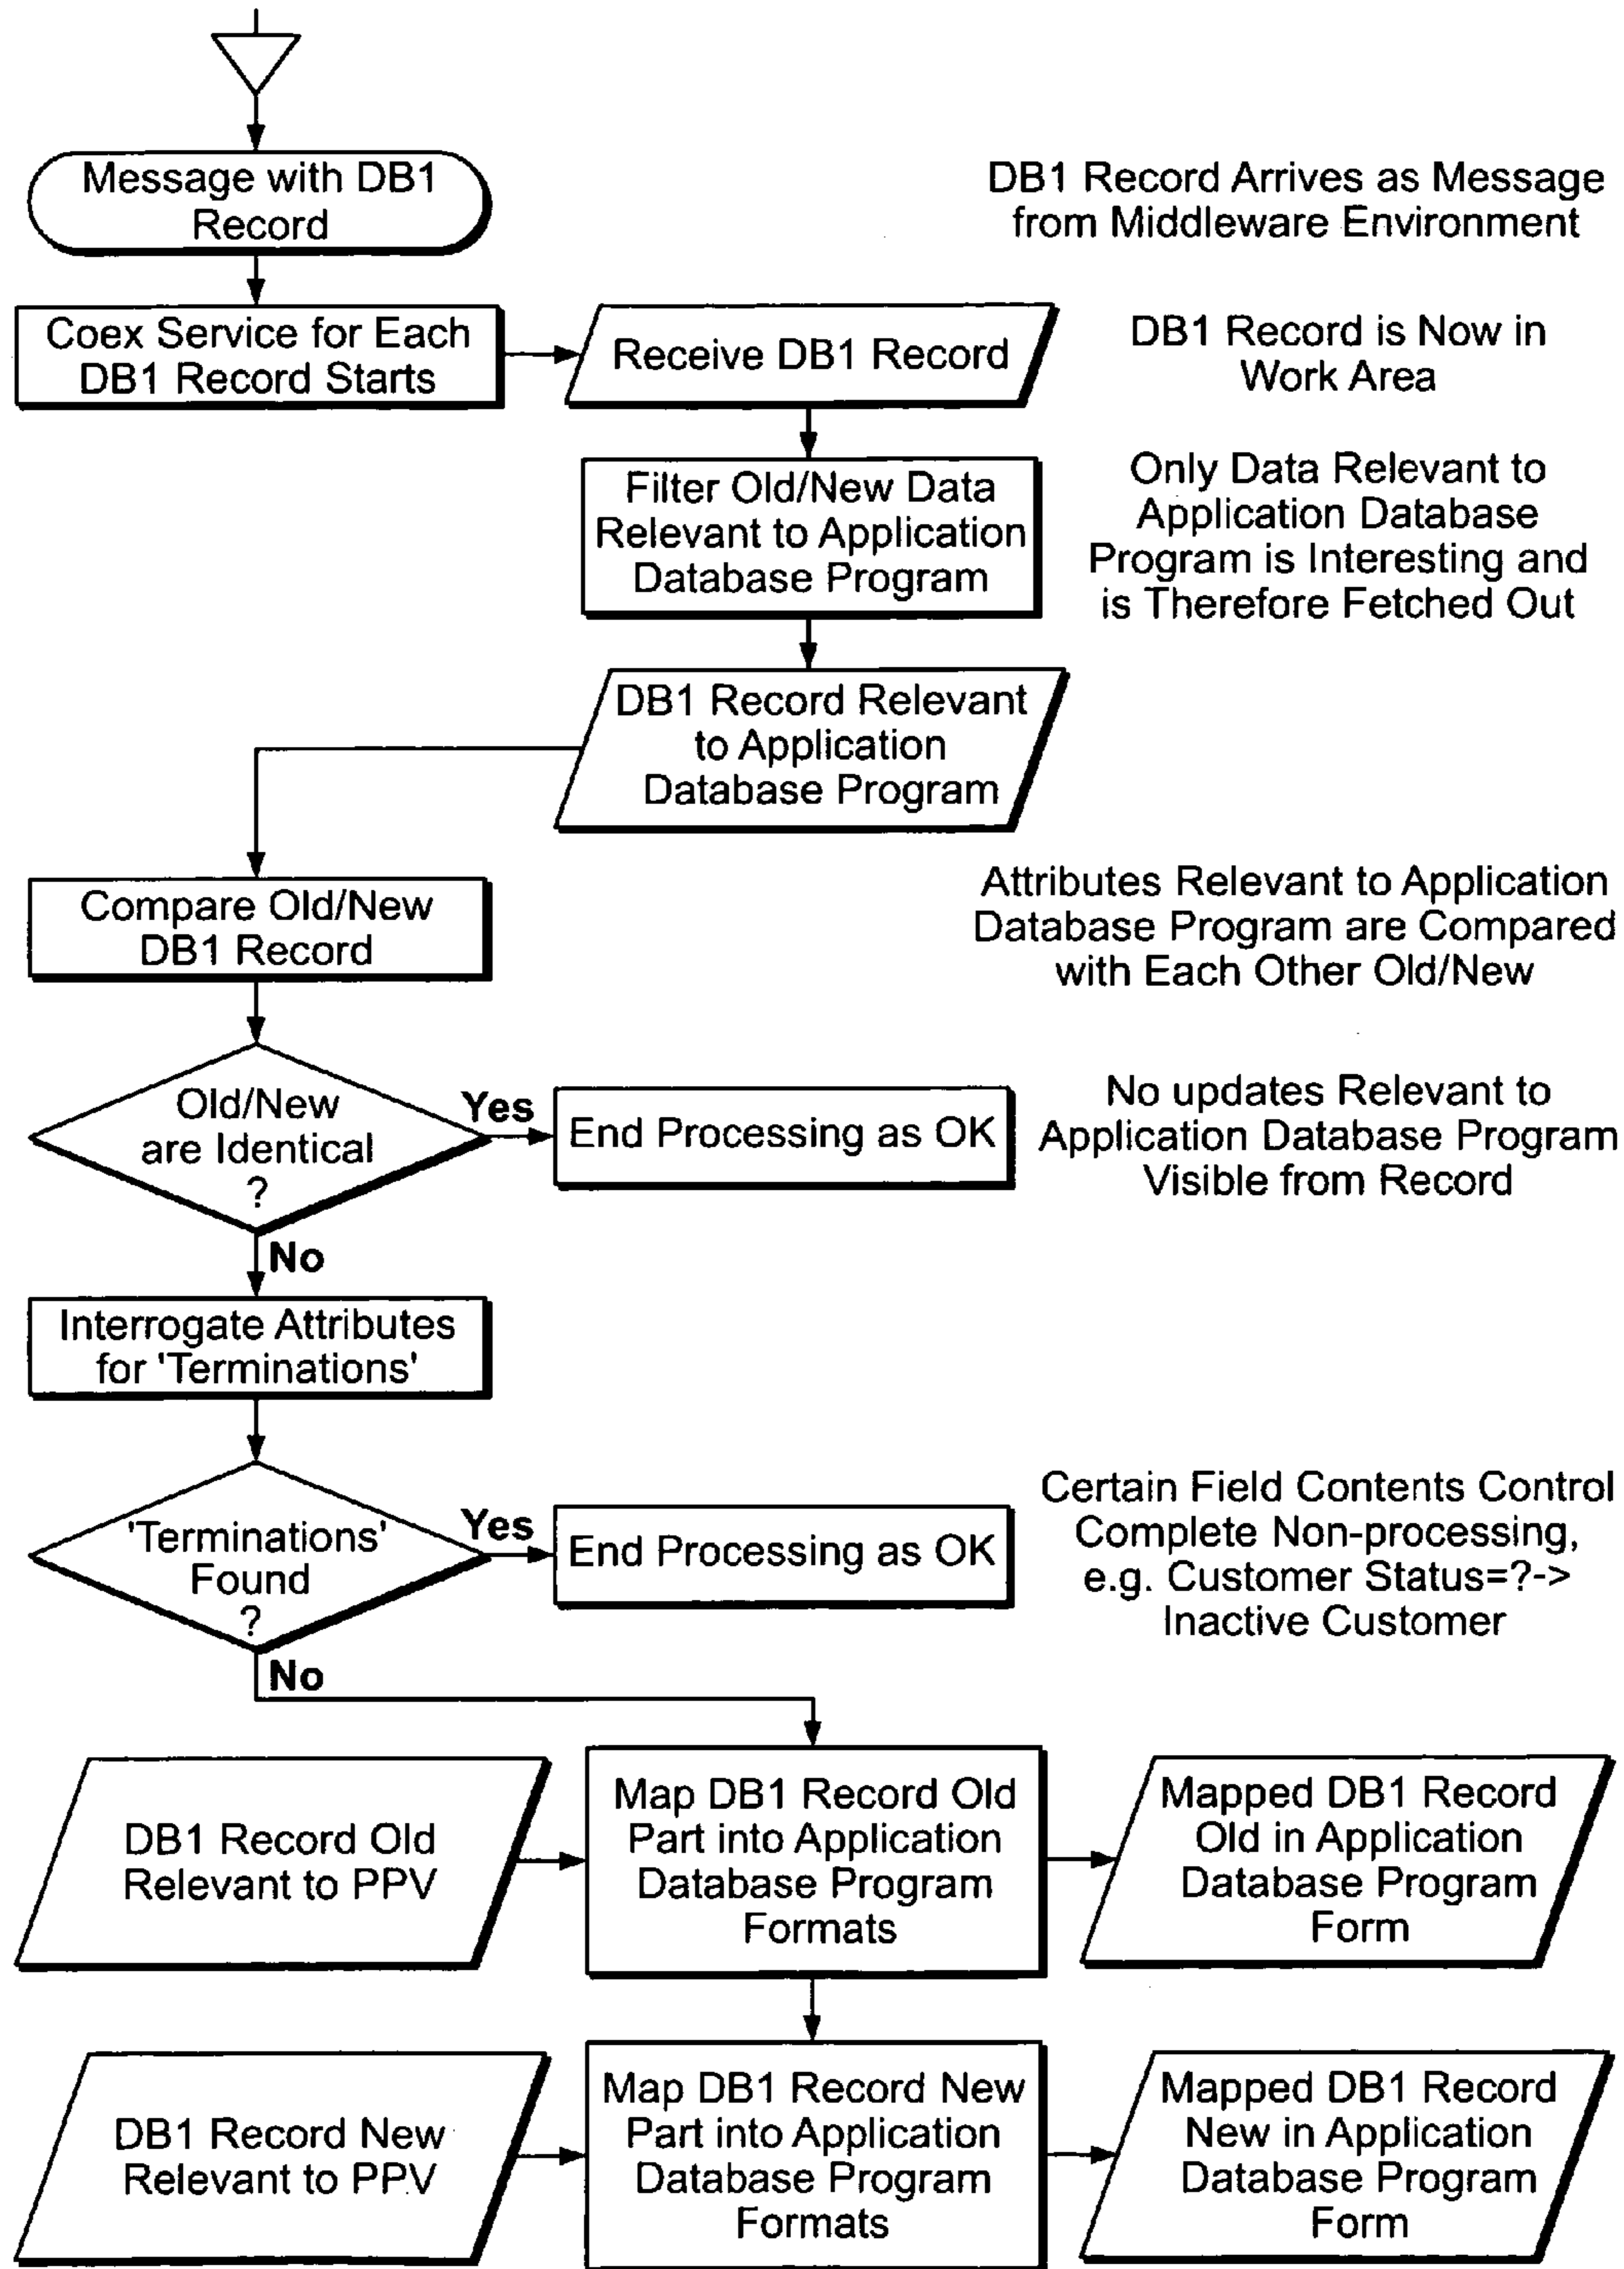 Message with DB1
Record
DB1 Record Arrives as Message
from Middleware Environment
Coex Service for Each
DB1 Record Starts
Receive DB1 Record
DB1 Record is Now in
Work Area
Filter Old/New Data
Relevant to Application
Database Program
Only Data Relevant to
Application Database
Program is Interesting and
is Therefore Fetched Out
DB1 Record Relevant
to Application
Database Program
Compare Old/New
DB1 Record
Attributes Relevant to Application
Database Program are Compared
with Each Other Old/New
Old/New
are Identical
?
Yes
End Processing as OK
No updates Relevant to
Application Database Program
Visible from Record
No
Interrogate Attributes
for 'Terminations'
'Terminations'
Found
?
Yes
End Processing as OK
Certain Field Contents Control
Complete Non-processing,
e.g. Customer Status=?->
Inactive Customer
No
DB1 Record Old
Relevant to PPV
Map DB1 Record Old
Part into Application
Database Program
Formats
Mapped DB1 Record
Old in Application
Database Program
Form
DB1 Record New
Relevant to PPV
Map DB1 Record New
Part into Application
Database Program
Formats
Mapped DB1 Record
New in Application
Database Program
Form